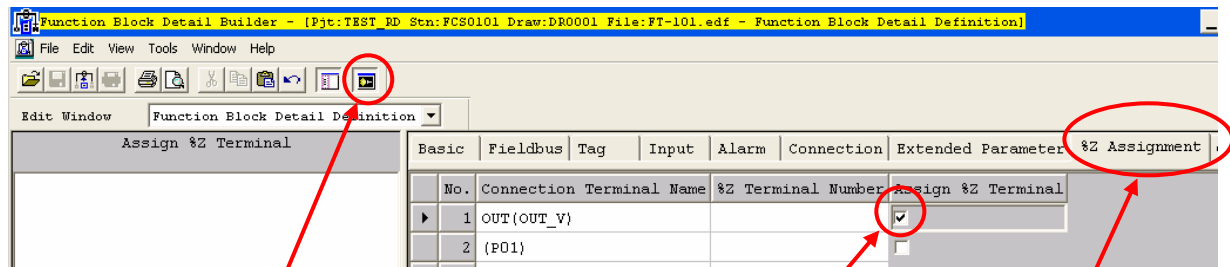 Function Block Detail Builder - [Pjt:TEST_RD Stn:FCS0101 Draw:DR0001 File:FT-101.edf - Function Block Detail Definition]
File Edit View Tools Window Help
Edit Window Function Block Detail Definition
Assign %Z Terminal
Basic Fieldbus Tag Input Alarm Connection Extended Parameter %Z Assignment
No. Connection Terminal Name %Z Terminal Number Assign %Z Terminal
1 OUT(OUT_V)
2 (P01)